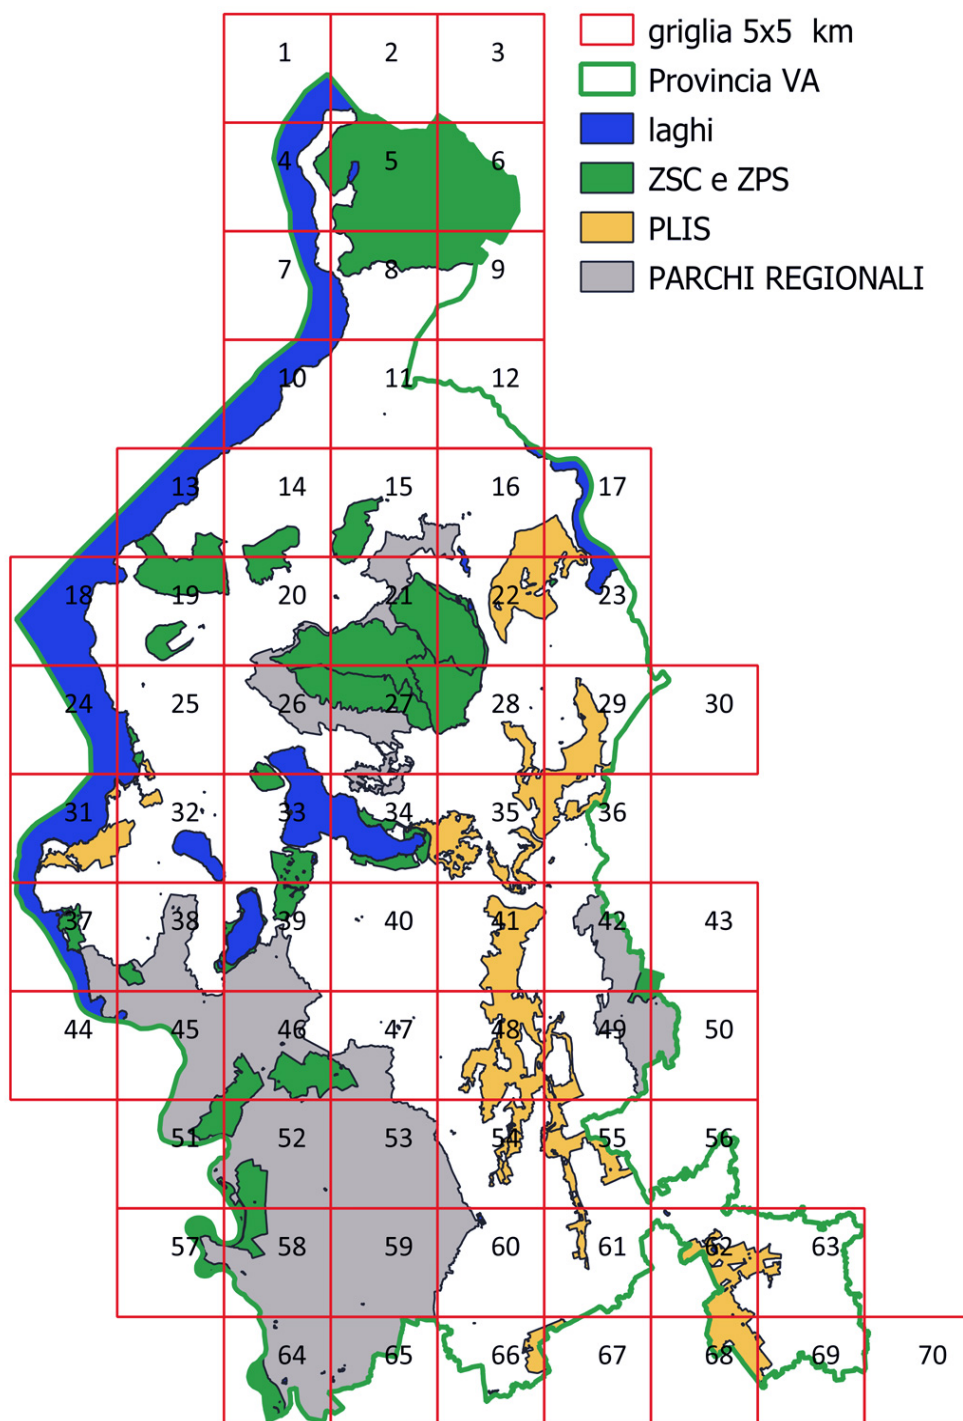 griglia 5x5 km
Provincia VA
laghi
ZSC e ZPS
PLIS
PARCHI REGIONALI
1 2 3
4 5 6
7 8 9
10 11 12
13 14 15 16 17
18 19 20 21 22 23
24 25 26 27 28 29 30
31 32 33 34 35 36
37 38 39 40 41 42 43
44 45 46 47 48 49 50
51 52 53 54 55 56
57 58 59 60 61 62 63
64 65 66 67 68 69 70